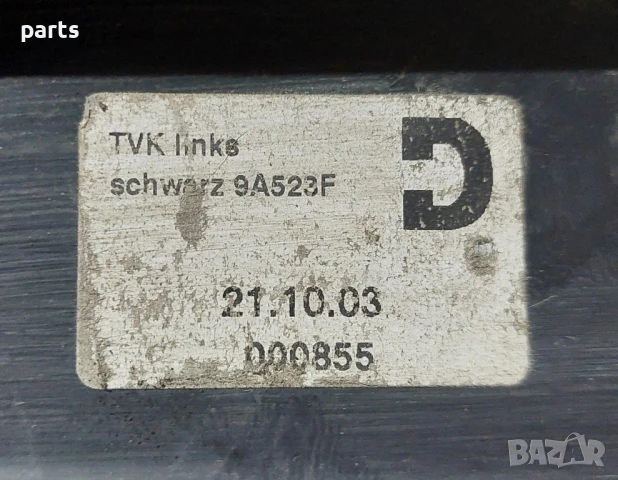 parts
TVK links
schwarz 9A523F
D
21.10.03
000855
BAZAR